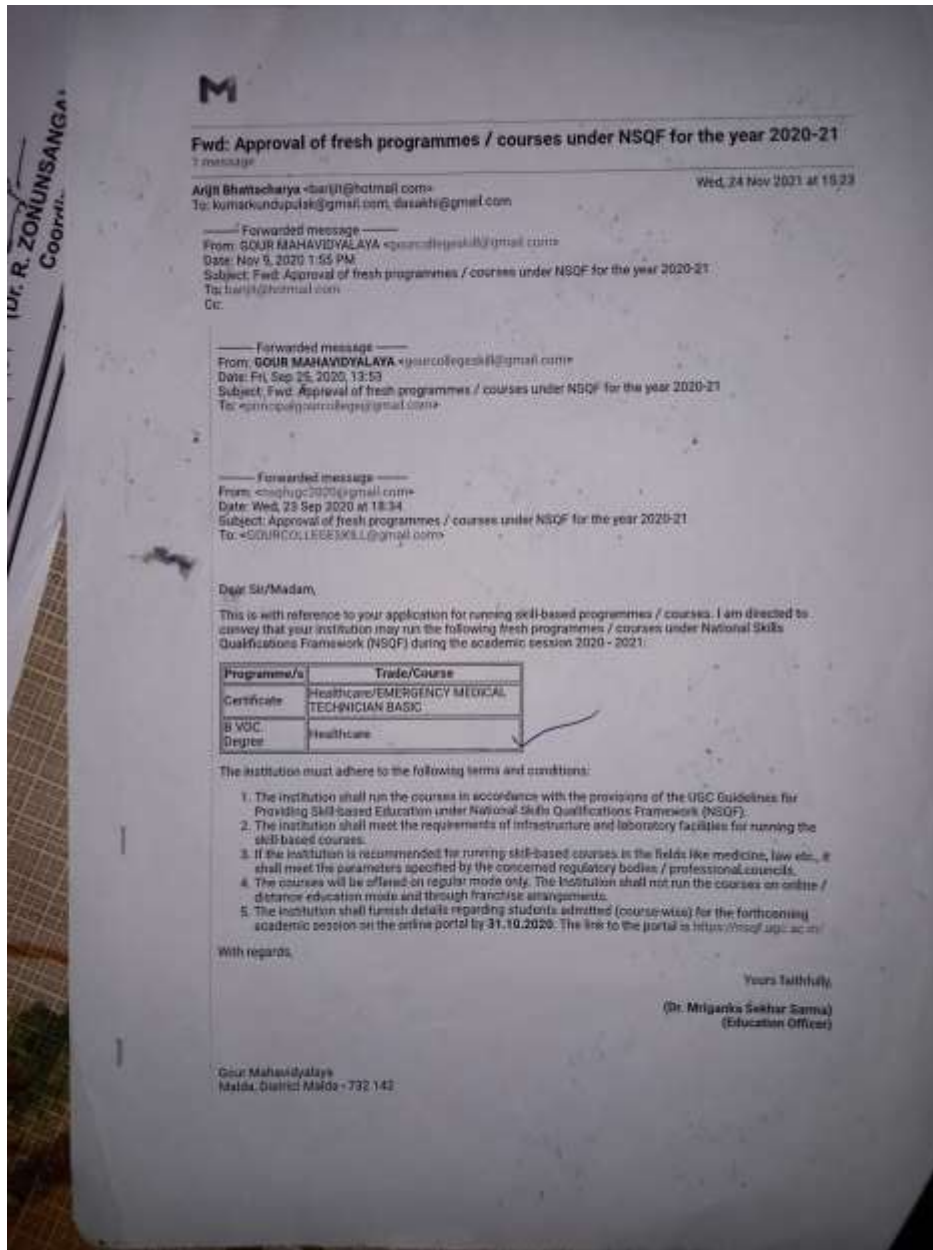 (Dr. R. ZONUNSANGA)
Coordi
M
Fwd: Approval of fresh programmes / courses under NSQF for the year 2020-21
1 message
Arijit Bhattacharya <barijit@hotmail.com>
Wed, 24 Nov 2021 at 15:23
To: kumarkundupulak@gmail.com, dasakhi@gmail.com
------ Forwarded message ------
From: GOUR MAHAVIDYALAYA <gourcollegeskill@gmail.com>
Date: Nov 9, 2020 1:55 PM
Subject: Fwd: Approval of fresh programmes / courses under NSQF for the year 2020-21
To: barijit@hotmail.com
Cc:
------ Forwarded message ------
From: GOUR MAHAVIDYALAYA <gourcollegeskill@gmail.com>
Date: Fri, Sep 25, 2020, 13:53
Subject: Fwd: Approval of fresh programmes / courses under NSQF for the year 2020-21
To: <principalgourcollege@gmail.com>
------ Forwarded message ------
From: <nsqfugc2020@gmail.com>
Date: Wed, 23 Sep 2020 at 18:34
Subject: Approval of fresh programmes / courses under NSQF for the year 2020-21
To: <GOURCOLLEGESKILL@gmail.com>
Dear Sir/Madam,
This is with reference to your application for running skill-based programmes / courses. I am directed to
convey that your institution may run the following fresh programmes / courses under National Skills
Qualifications Framework (NSQF) during the academic session 2020 - 2021:
Programme/s Trade/Course
Certificate Healthcare/EMERGENCY MEDICAL
TECHNICIAN BASIC
B.VOC. Degree Healthcare
The institution must adhere to the following terms and conditions:
1. The institution shall run the courses in accordance with the provisions of the UGC Guidelines for
Providing Skill-based Education under National Skills Qualifications Framework (NSQF).
2. The institution shall meet the requirements of infrastructure and laboratory facilities for running the
skill-based courses.
3. If the institution is recommended for running skill-based courses in the fields like medicine, law etc., it
shall meet the parameters specified by the concerned regulatory bodies / professional councils.
4. The courses will be offered on regular mode only. The Institution shall not run the courses on online /
distance education mode and through franchise arrangements.
5. The institution shall furnish details regarding students admitted (course-wise) for the forthcoming
academic session on the online portal by 31.10.2020. The link to the portal is https://nsqf.ugc.ac.in/
With regards,
Yours faithfully,
(Dr. Mriganka Sekhar Sarma)
(Education Officer)
Gour Mahavidyalaya
Malda, District Malda - 732 142